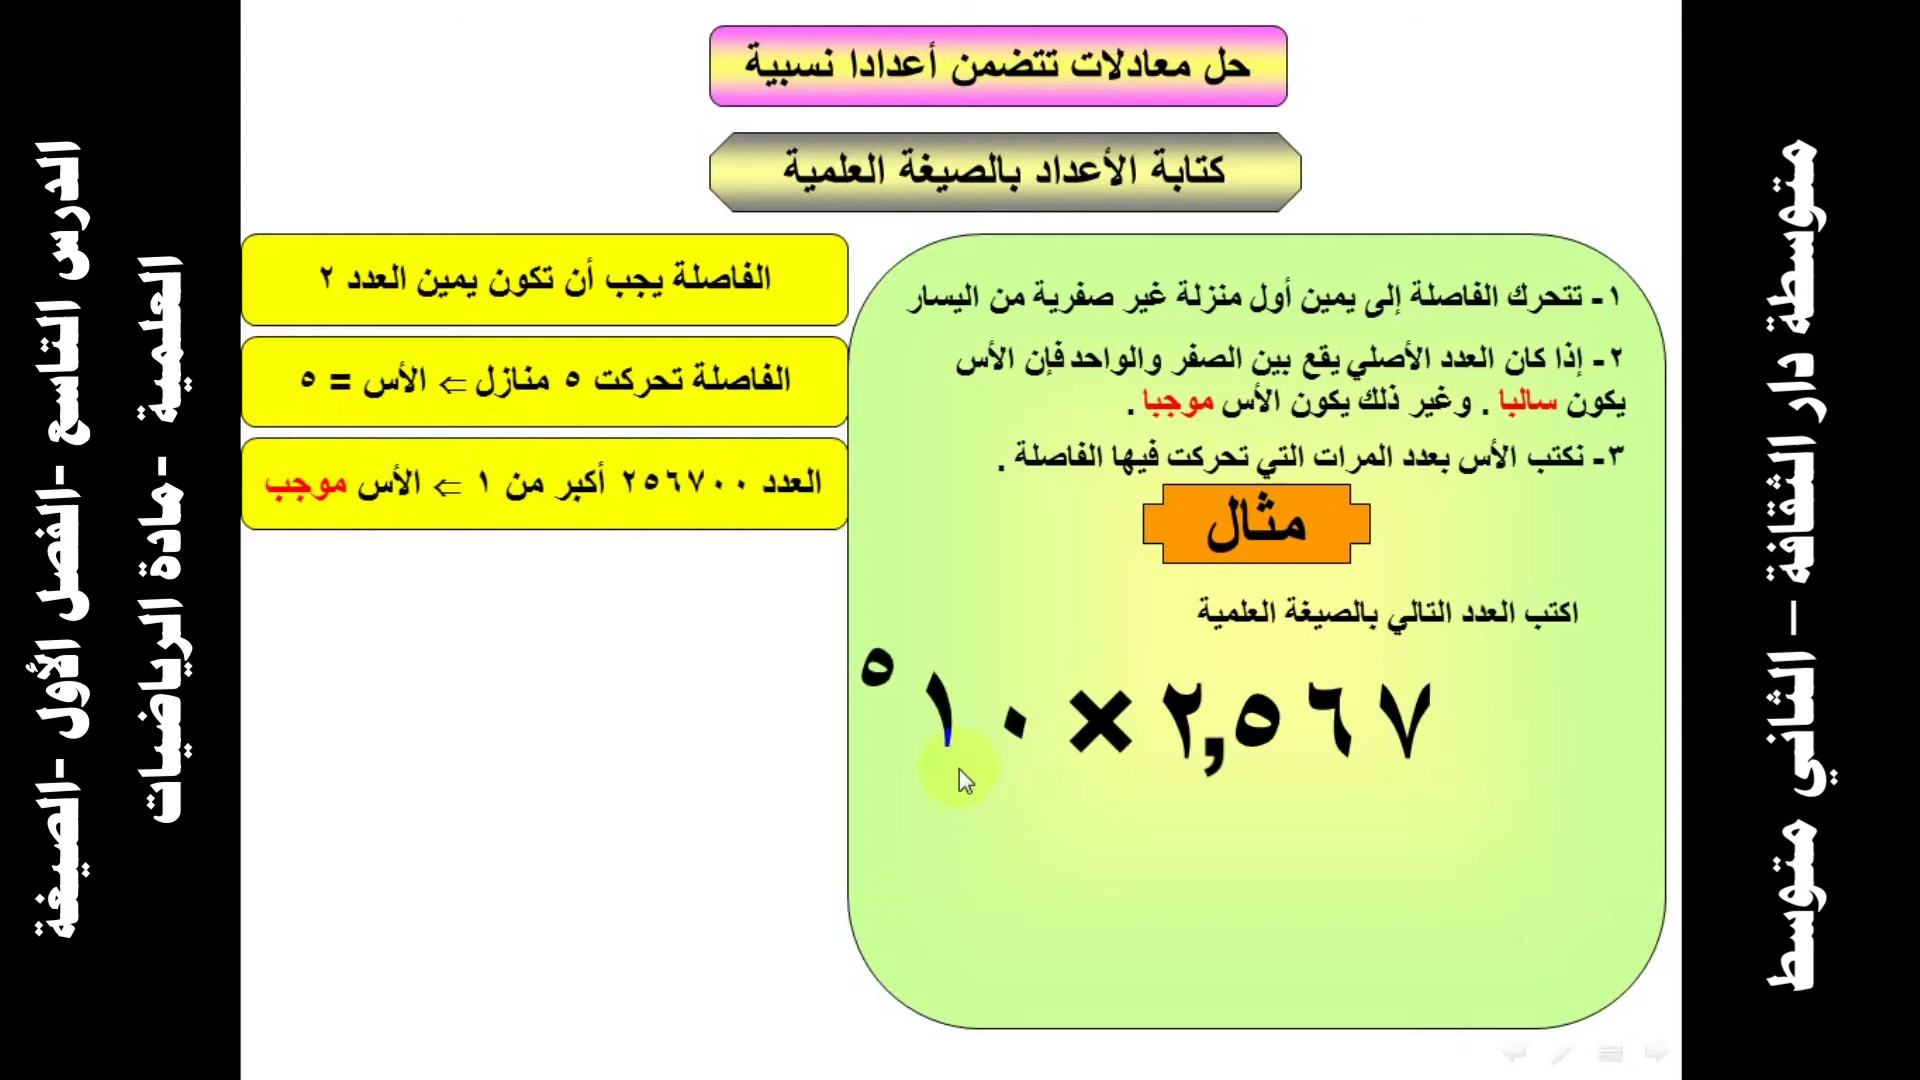 حل معادلات تتضمن أعدادا نسبية
كتابة الأعداد بالصيغة العلمية
١- تتحرك الفاصلة إلى يمين أول منزلة غير صفرية من اليسار
٢- إذا كان العدد الأصلي يقع بين الصفر والواحد فإن الأس
يكون سالبا . وغير ذلك يكون الأس موجبا .
٣- نكتب الأس بعدد المرات التي تحركت فيها الفاصلة .
مثال
اكتب العدد التالي بالصيغة العلمية
٢,٥٦٧ × ١٠^٥
الفاصلة يجب أن تكون يمين العدد ٢
الفاصلة تحركت ٥ منازل ⇐ الأس = ٥
العدد ٢٥٦٧٠٠ أكبر من ١ ⇐ الأس موجب
متوسطة دار الثقافة – الثاني متوسط
الدرس التاسع -الفصل الأول -الصيغة
العلمية -مادة الرياضيات